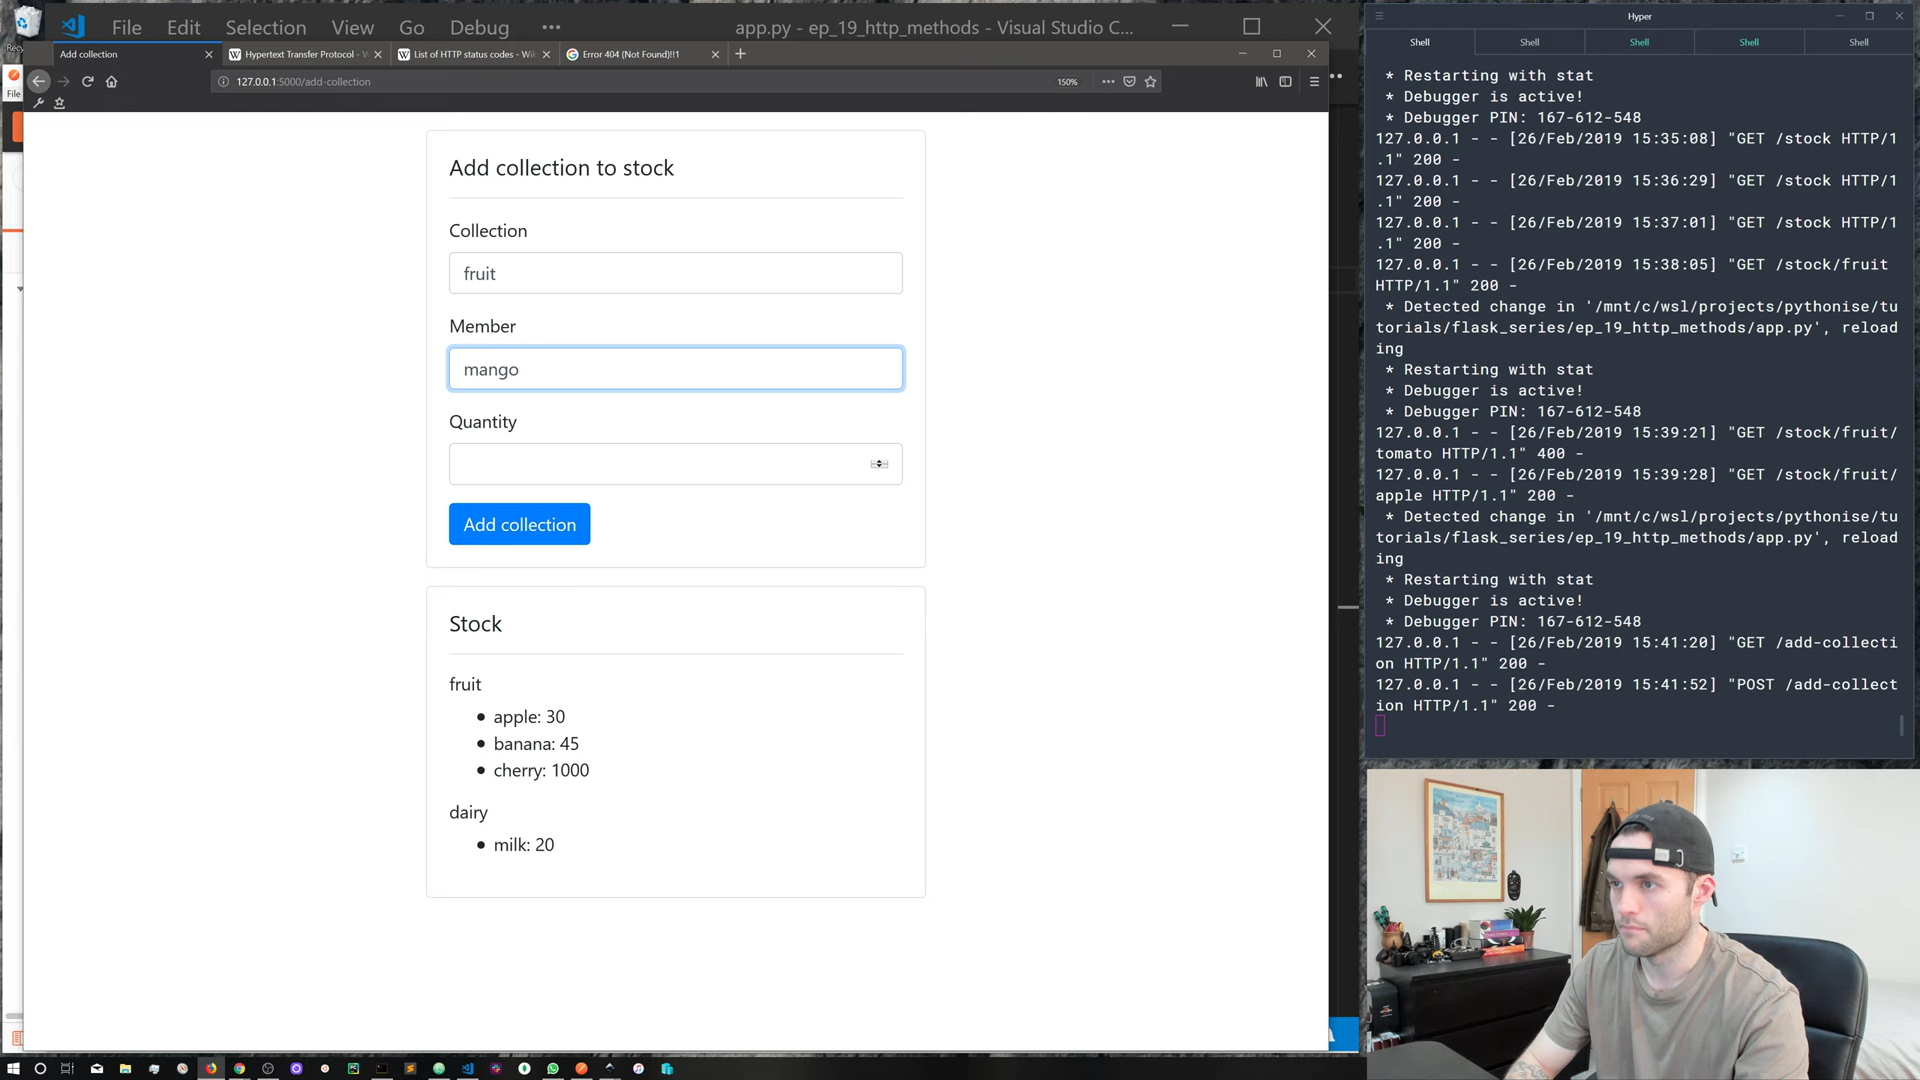 File Edit Selection View Go Debug ••• app.py - ep_19_http_methods - Visual Studio C...
Add collection
Hypertext Transfer Protocol - W
List of HTTP status codes - Wik
Error 404 (Not Found)!!1
127.0.0.1:5000/add-collection
150%
File
Add collection to stock
Collection
fruit
Member
mango
Quantity
Add collection
Stock
fruit
• apple: 30
• banana: 45
• cherry: 1000
dairy
• milk: 20
Hyper
Shell Shell Shell Shell Shell
* Restarting with stat
* Debugger is active!
* Debugger PIN: 167-612-548
127.0.0.1 - - [26/Feb/2019 15:35:08] "GET /stock HTTP/1
.1" 200 -
127.0.0.1 - - [26/Feb/2019 15:36:29] "GET /stock HTTP/1
.1" 200 -
127.0.0.1 - - [26/Feb/2019 15:37:01] "GET /stock HTTP/1
.1" 200 -
127.0.0.1 - - [26/Feb/2019 15:38:05] "GET /stock/fruit
HTTP/1.1" 200 -
* Detected change in '/mnt/c/wsl/projects/pythonise/tu
torials/flask_series/ep_19_http_methods/app.py', reload
ing
* Restarting with stat
* Debugger is active!
* Debugger PIN: 167-612-548
127.0.0.1 - - [26/Feb/2019 15:39:21] "GET /stock/fruit/
tomato HTTP/1.1" 400 -
127.0.0.1 - - [26/Feb/2019 15:39:28] "GET /stock/fruit/
apple HTTP/1.1" 200 -
* Detected change in '/mnt/c/wsl/projects/pythonise/tu
torials/flask_series/ep_19_http_methods/app.py', reload
ing
* Restarting with stat
* Debugger is active!
* Debugger PIN: 167-612-548
127.0.0.1 - - [26/Feb/2019 15:41:20] "GET /add-collecti
on HTTP/1.1" 200 -
127.0.0.1 - - [26/Feb/2019 15:41:52] "POST /add-collect
ion HTTP/1.1" 200 -